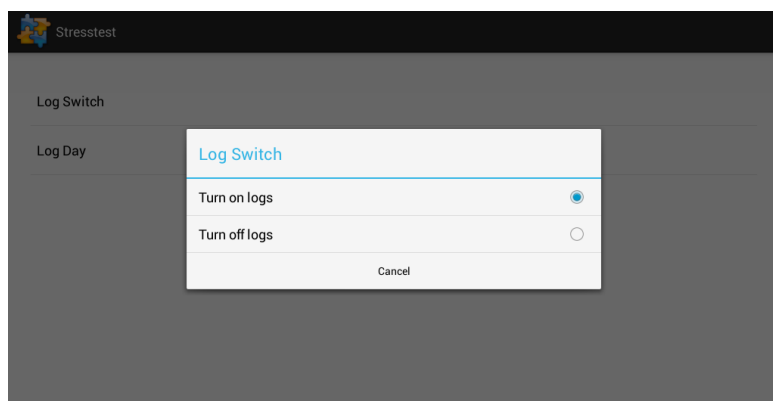 Stresstest
Log Switch
Log Day
Log Switch
Turn on logs
Turn off logs
Cancel